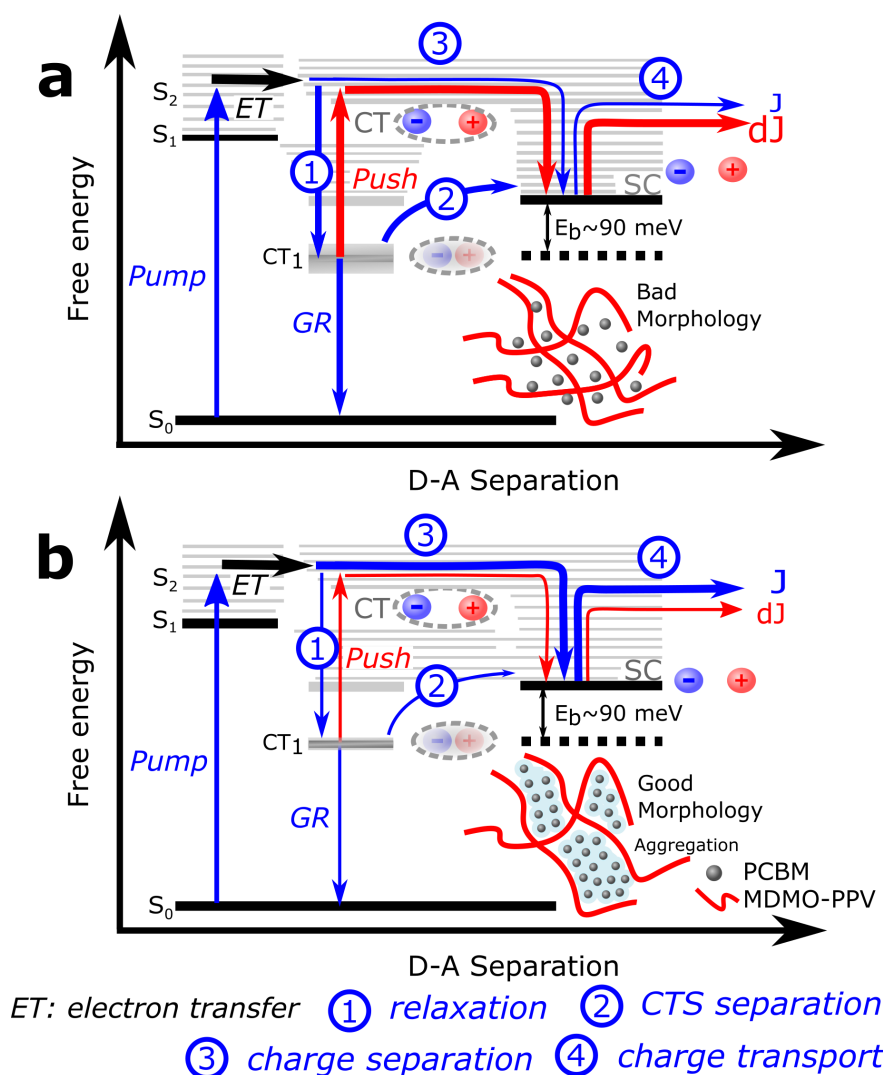 a
Free energy
S2
S1
S0
ET
3
4
J
dJ
CT
-
+
1
Push
2
SC
-
+
CT1
-
+
Eb~90 meV
Pump
GR
Bad
Morphology
D-A Separation
b
Free energy
S2
S1
S0
ET
3
4
J
dJ
CT
-
+
1
Push
2
SC
-
+
CT1
-
+
Eb~90 meV
Pump
GR
Good
Morphology
Aggregation
PCBM
MDMO-PPV
D-A Separation
ET: electron transfer 1 relaxation 2 CTS separation
3 charge separation 4 charge transport